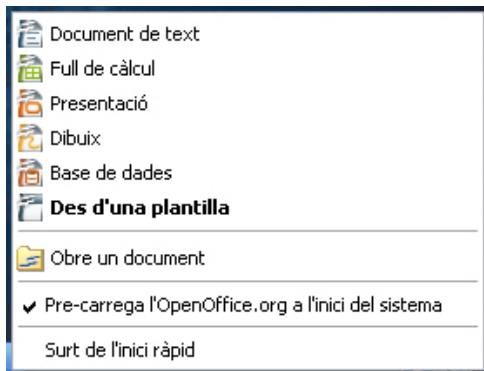 Document de text
Full de càlcul
Presentació
Dibuix
Base de dades
Des d'una plantilla
Obre un document
Pre-carrega l'OpenOffice.org a l'inici del sistema
Surt de l'inici ràpid